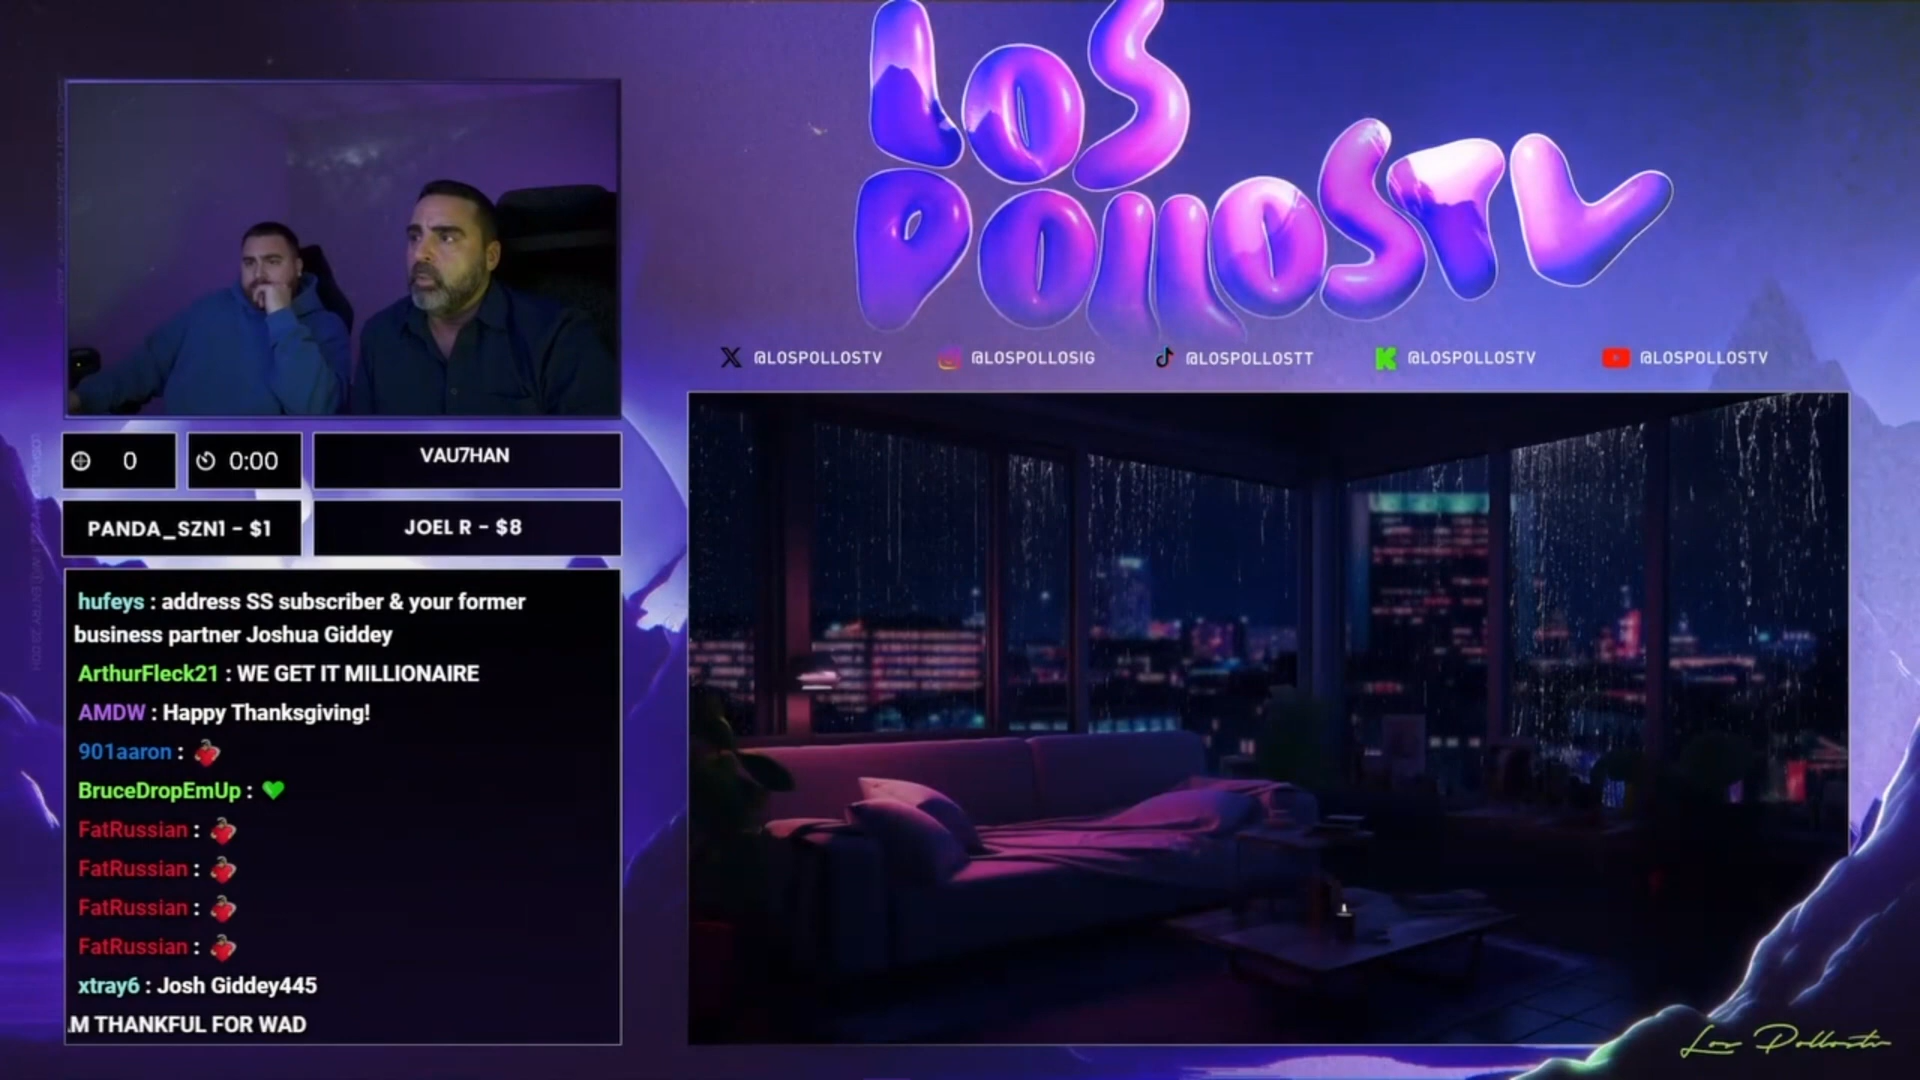 LOS
POLLOSTV
@LOSPOLLOSTV @LOSPOLLOSIG @LOSPOLLOSTT @LOSPOLLOSTV @LOSPOLLOSTV
0 0:00 VAU7HAN
PANDA_SZN1 - $1 JOEL R - $8
hufeys : address SS subscriber & your former
business partner Joshua Giddey
ArthurFleck21 : WE GET IT MILLIONAIRE
AMDW : Happy Thanksgiving!
901aaron :
BruceDropEmUp : 💚
FatRussian :
FatRussian :
FatRussian :
FatRussian :
xtray6 : Josh Giddey445
M THANKFUL FOR WAD
Los Pollostv